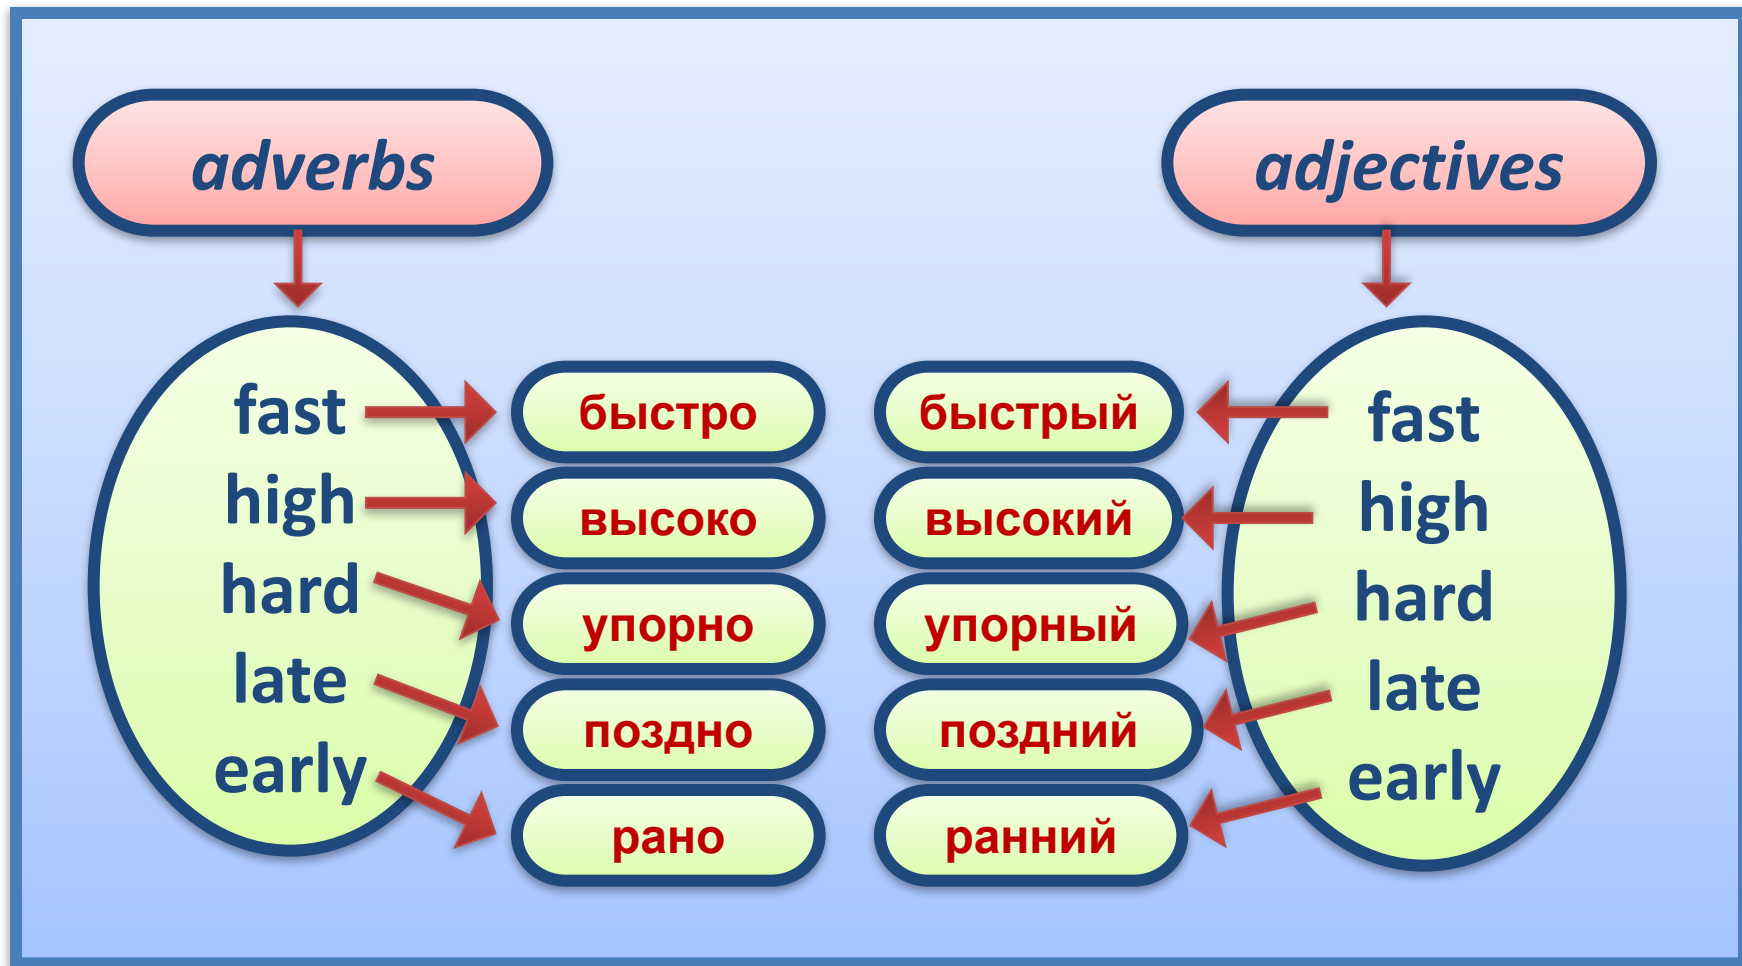 adverbs
adjectives
fast быстро быстрый fast
high высоко высокий high
hard упорно упорный hard
late поздно поздний late
early рано ранний early